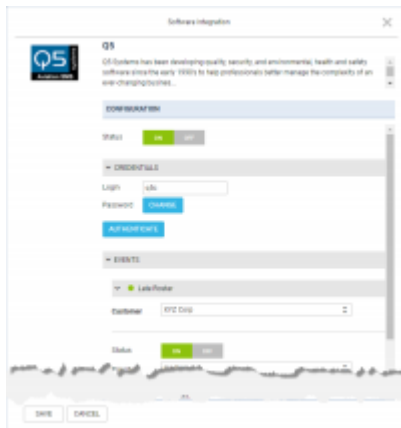 Software Integration
Q5
Q5 Systems has been developing quality, security, and environmental, health and safety
software since the early 1990's to help professionals better manage the complexity of an
ever-changing busines...
CONFIGURATION
Status
ON OFF
CREDENTIALS
Login
Password CHANGE
AUTHENTICATE
EVENTS
Late Roster
Customer XYZ Corp
Status ON OFF
SAVE CANCEL